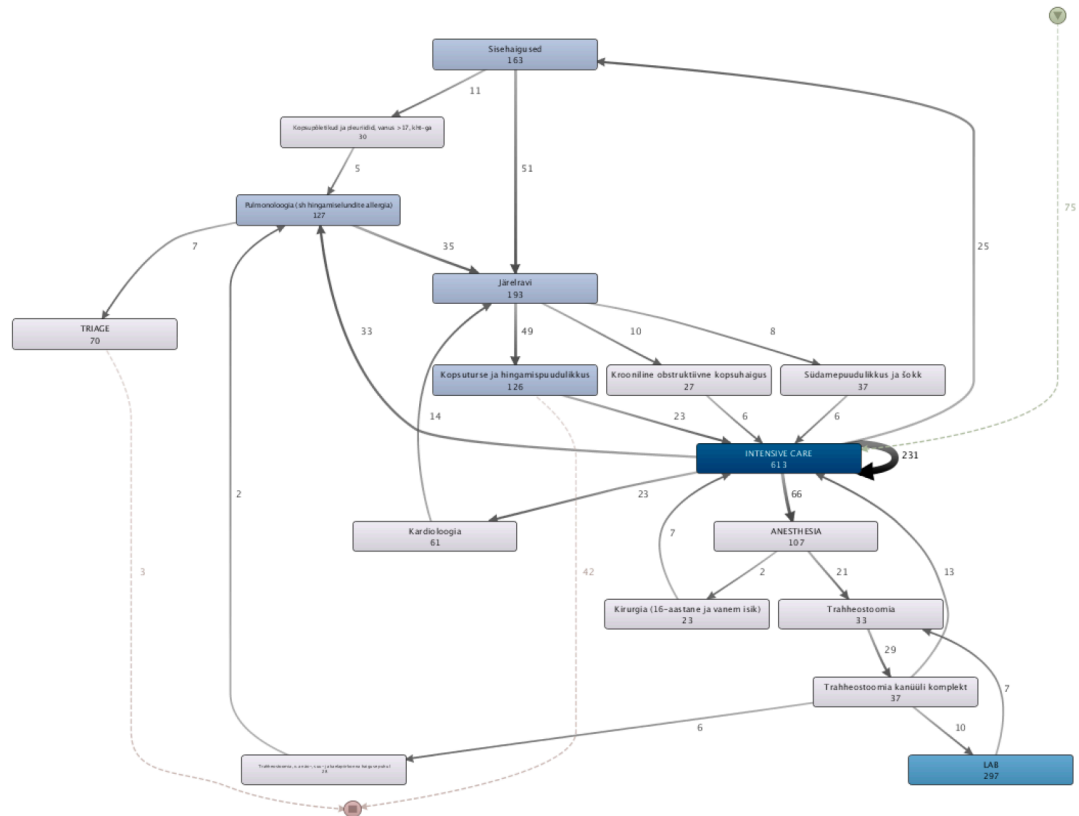 Sisehaigused
163
11
Kopsupõletikud ja pleuriidid, vanus >17, kht-ga
30
51
75
5
Pulmonoloogia (sh hingamiselundite allergia)
127
7
35
25
Järelravi
193
TRIAGE
70
33
49
10
8
Kopsuturse ja hingamispuudulikkus
126
Krooniline obstruktiivne kopsuhaigus
27
Südamepuudulikkus ja šokk
37
14
23
6
6
INTENSIVE CARE
613
231
2
23
66
Kardioloogia
61
7
ANESTHESIA
107
3
42
2
21
13
Kirurgia (16-aastane ja vanem isik)
23
Trahheostoomia
33
29
Trahheostoomia kanüüli komplekt
37
7
6
10
LAB
297